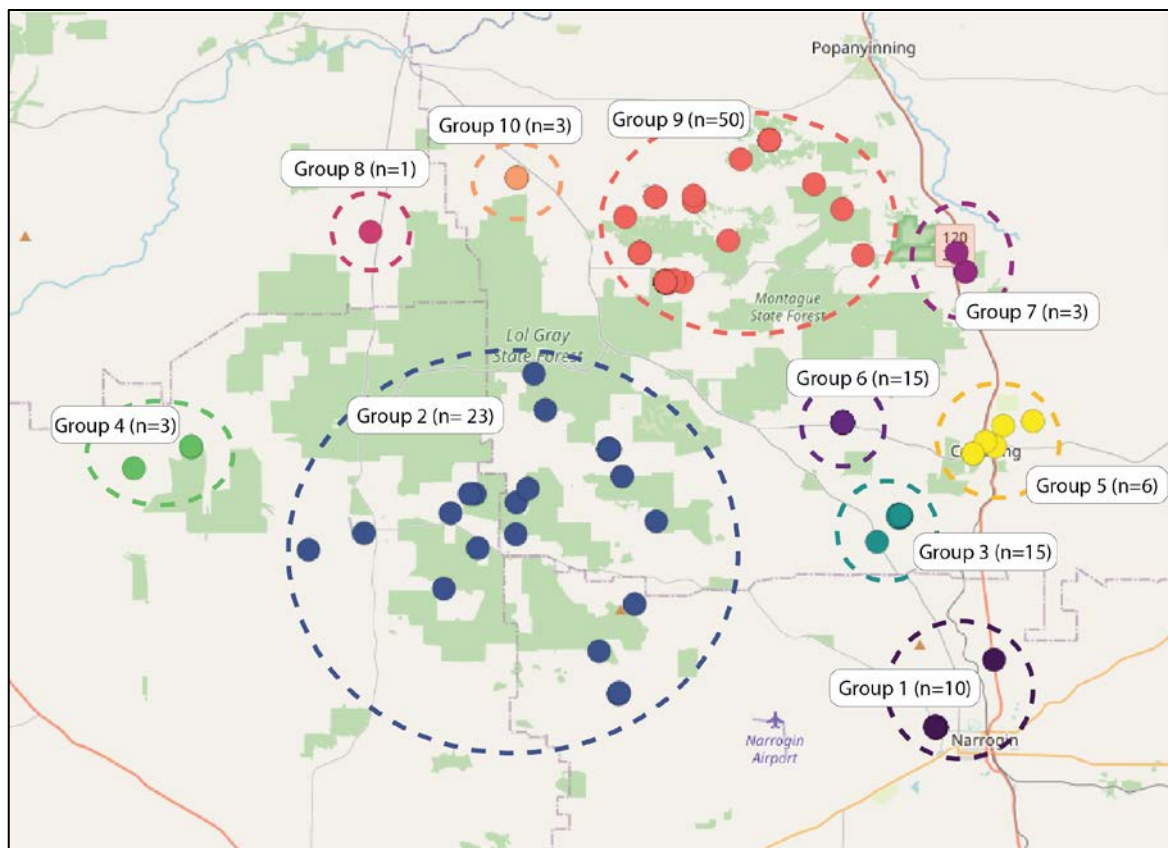 Popanyinning
Group 10 (n=3)
Group 9 (n=50)
Group 8 (n=1)
120
Montague
State Forest
Group 7 (n=3)
Lol Gray
State Forest
Group 6 (n=15)
Group 2 (n= 23)
Group 4 (n=3)
Group 5 (n=6)
Group 3 (n=15)
Group 1 (n=10)
Narrogin
Narrogin
Airport